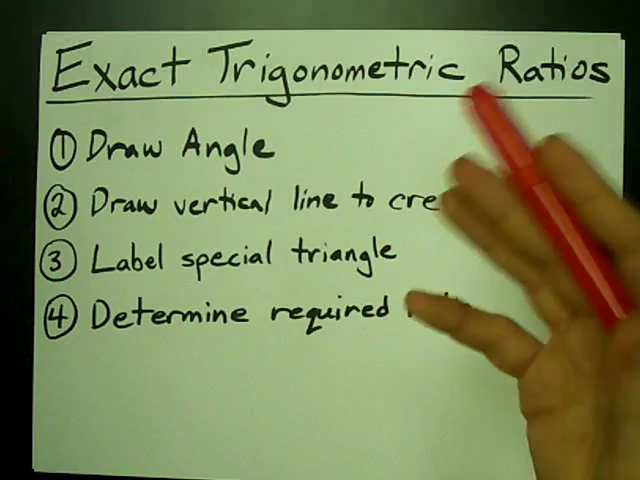 Exact Trigonometric Ratios
① Draw Angle
② Draw vertical line to cre
③ Label special triangle
④ Determine required